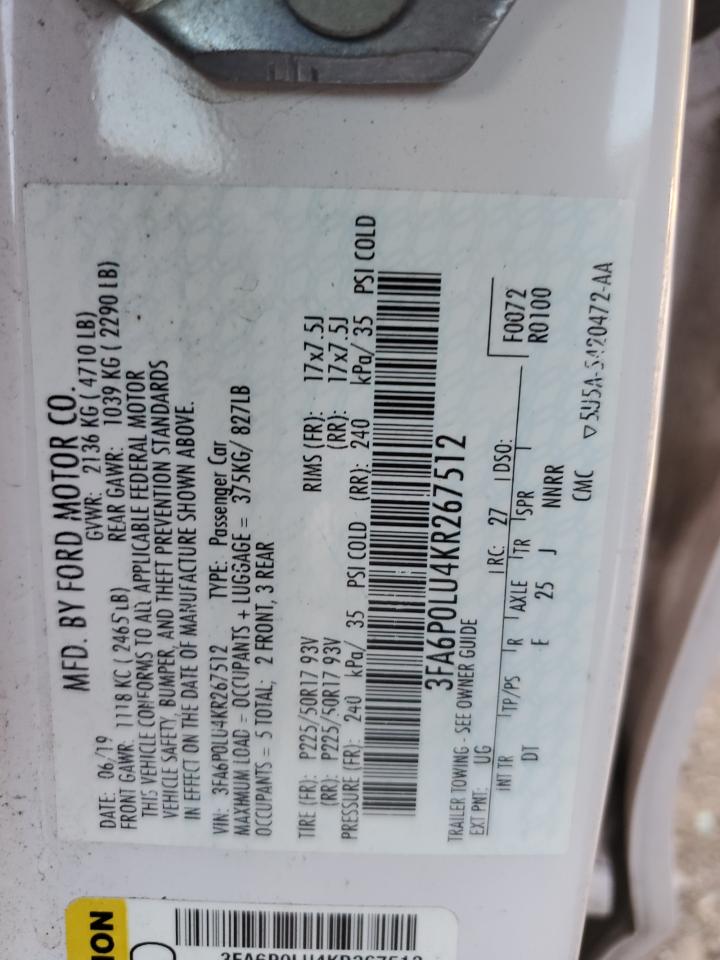 MFD. BY FORD MOTOR CO.
DATE: 06/19 GVWR: 2136 KG ( 4710 LB)
FRONT GAWR: 1118 KG ( 2465 LB) REAR GAWR: 1039 KG ( 2290 LB)
THIS VEHICLE CONFORMS TO ALL APPLICABLE FEDERAL MOTOR
VEHICLE SAFETY, BUMPER, AND THEFT PREVENTION STANDARDS
IN EFFECT ON THE DATE OF MANUFACTURE SHOWN ABOVE.
VIN: 3FA6P0LU4KR267512 TYPE: Passenger Car
MAXIMUM LOAD = OCCUPANTS + LUGGAGE = 375KG/ 827LB
OCCUPANTS = 5 TOTAL; 2 FRONT, 3 REAR
TIRE (FR): P225/50R17 93V RIMS (FR): 17x7.5J
(RR): P225/50R17 93V (RR): 17x7.5J
PRESSURE (FR): 240 kPa/ 35 PSI COLD (RR): 240 kPa/ 35 PSI COLD
3FA6P0LU4KR267512
TRAILER TOWING - SEE OWNER GUIDE
EXT PNT: UG RC: 27 DSO: F0072
R0100
INT TR TP/PS R AXLE TR SPR
DT E 25 J NNRR
CMC ▽5U5A-5420472-AA
ION
3FA6P0LU4KR267512